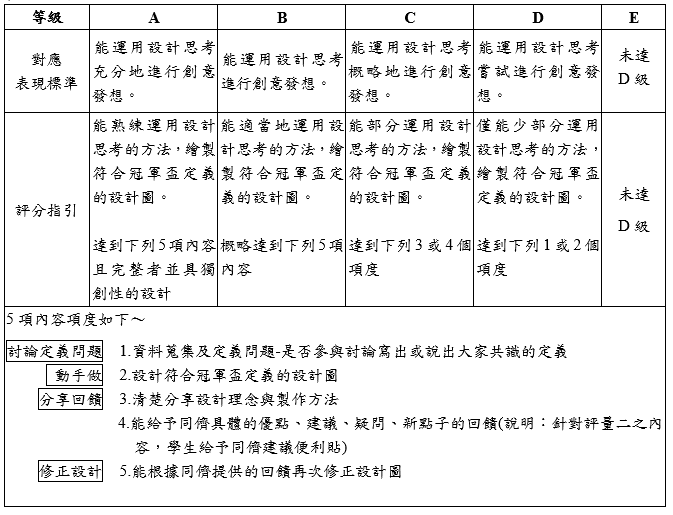 等級 A B C D E
對應
表現標準
能運用設計思考
充分地進行創意
發想。
能運用設計思考
進行創意發想。
能運用設計思考
概略地進行創意
發想。
能運用設計思考
嘗試進行創意發
想。
未達
D 級
評分指引
能熟練運用設計
思考的方法,繪製
符合冠軍盃定義
的設計圖。
達到下列5項內容
且完整者並具獨
創性的設計
能適當地運用設
計思考的方法,繪
製符合冠軍盃定
義的設計圖。
概略達到下列5項
內容
能部分運用設計
思考的方法,繪製
符合冠軍盃定義
的設計圖。
達到下列 3 或 4 個
項度
僅能少部分運用
設計思考的方法,
繪製符合冠軍盃
定義的設計圖。
達到下列 1 或 2 個
項度
未達
D 級
5 項內容項度如下~
討論定義問題 1.資料蒐集及定義問題-是否參與討論寫出或說出大家共識的定義
動手做 2.設計符合冠軍盃定義的設計圖
分享回饋 3.清楚分享設計理念與製作方法
4.能給予同儕具體的優點、建議、疑問、新點子的回饋(說明:針對評量二之內
容,學生給予同儕建議便利貼)
修正設計 5.能根據同儕提供的回饋再次修正設計圖